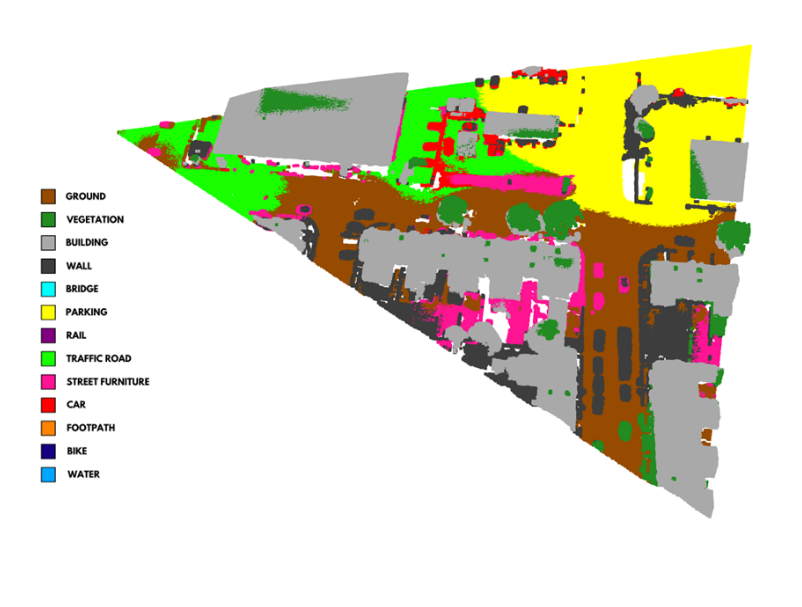 GROUND
VEGETATION
BUILDING
WALL
BRIDGE
PARKING
RAIL
TRAFFIC ROAD
STREET FURNITURE
CAR
FOOTPATH
BIKE
WATER